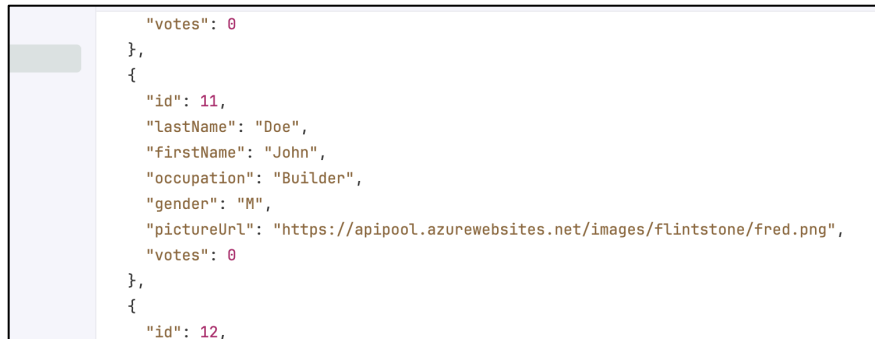 "votes": 0
},
{
"id": 11,
"lastName": "Doe",
"firstName": "John",
"occupation": "Builder",
"gender": "M",
"pictureUrl": "https://apipool.azurewebsites.net/images/flintstone/fred.png",
"votes": 0
},
{
"id": 12,